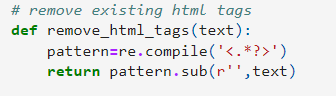 # remove existing html tags
def remove_html_tags(text):
    pattern=re.compile('<.*?>')
    return pattern.sub(r'',text)